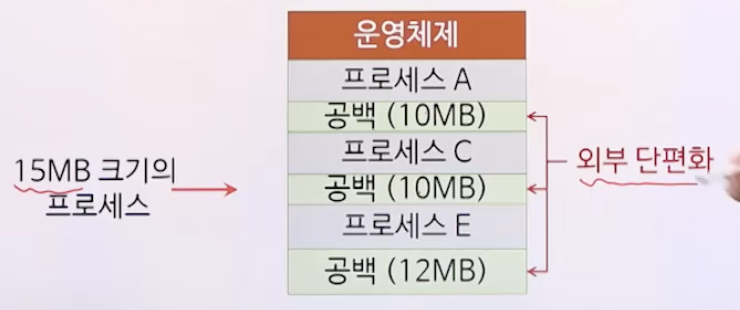 운영체제
프로세스 A
공백 (10MB)
프로세스 C
공백 (10MB)
프로세스 E
공백 (12MB)
15MB 크기의
프로세스
외부 단편화